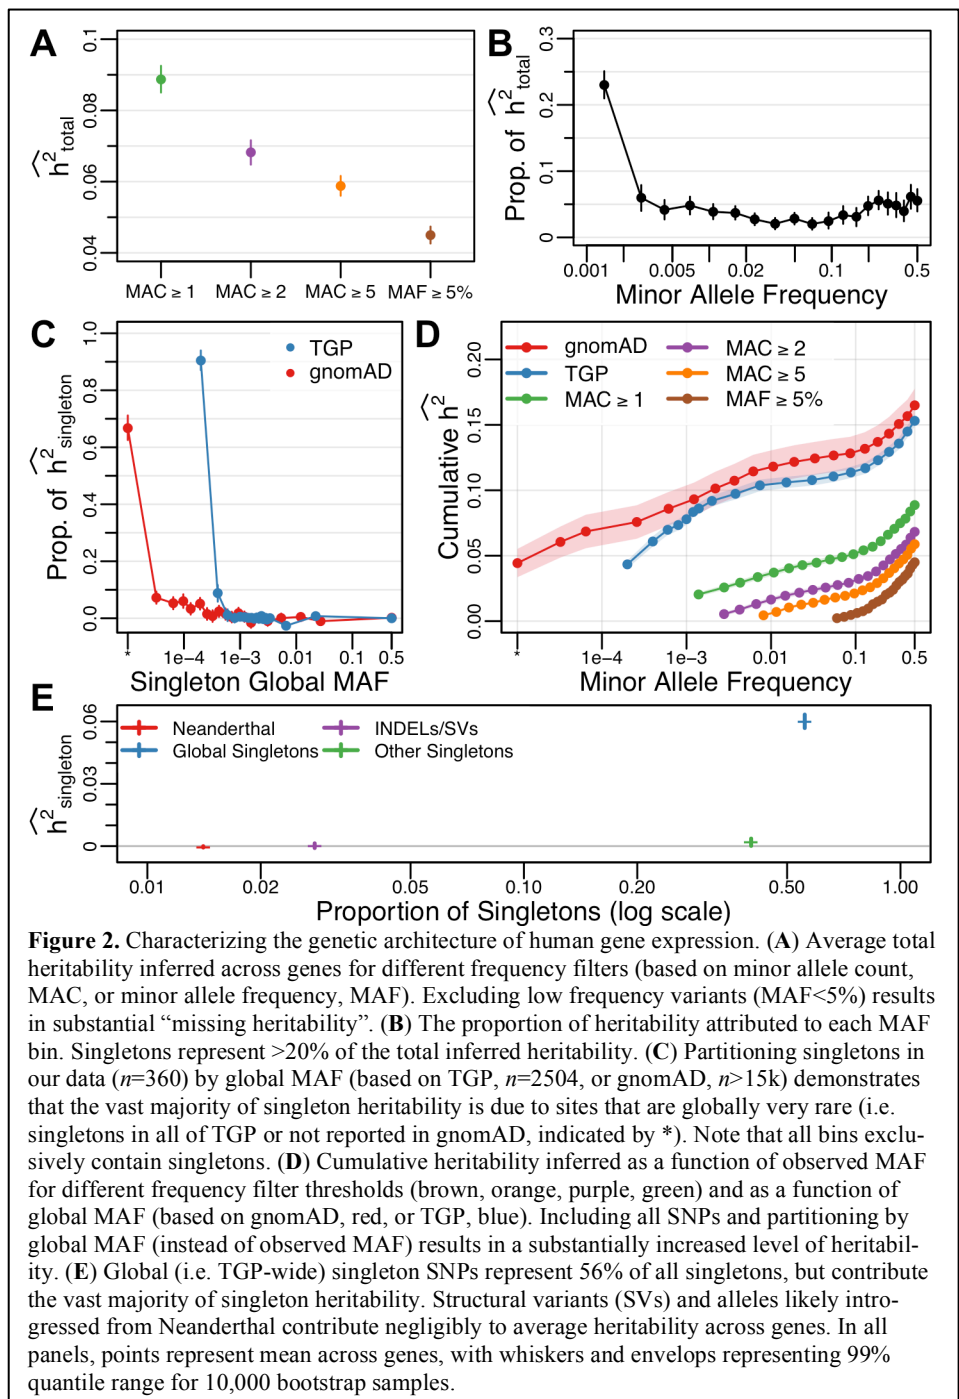 A
0.1
0.08
0.06
0.04
ĥ²total
MAC ≥ 1
MAC ≥ 2
MAC ≥ 5
MAF ≥ 5%
B
0.3
0.2
0.1
0
Prop. of ĥ²total
0.001
0.005
0.02
0.1
0.5
Minor Allele Frequency
C
1.0
0.8
0.6
0.4
0.2
0.0
Prop. of ĥ²singleton
TGP
gnomAD
*
1e−4
1e−3
0.01
0.1
0.5
Singleton Global MAF
D
0.20
0.15
0.10
0.05
0.00
Cumulative ĥ²
gnomAD
TGP
MAC ≥ 1
MAC ≥ 2
MAC ≥ 5
MAF ≥ 5%
*
1e−4
1e−3
0.01
0.1
0.5
Minor Allele Frequency
E
0.06
0.03
0
ĥ²singleton
Neanderthal
Global Singletons
INDELs/SVs
Other Singletons
0.01
0.02
0.05
0.10
0.20
0.50
1.00
Proportion of Singletons (log scale)
Figure 2. Characterizing the genetic architecture of human gene expression. (A) Average total
heritability inferred across genes for different frequency filters (based on minor allele count,
MAC, or minor allele frequency, MAF). Excluding low frequency variants (MAF<5%) results
in substantial “missing heritability”. (B) The proportion of heritability attributed to each MAF
bin. Singletons represent >20% of the total inferred heritability. (C) Partitioning singletons in
our data (n=360) by global MAF (based on TGP, n=2504, or gnomAD, n>15k) demonstrates
that the vast majority of singleton heritability is due to sites that are globally very rare (i.e.
singletons in all of TGP or not reported in gnomAD, indicated by *). Note that all bins exclu-
sively contain singletons. (D) Cumulative heritability inferred as a function of observed MAF
for different frequency filter thresholds (brown, orange, purple, green) and as a function of
global MAF (based on gnomAD, red, or TGP, blue). Including all SNPs and partitioning by
global MAF (instead of observed MAF) results in a substantially increased level of heritabil-
ity. (E) Global (i.e. TGP-wide) singleton SNPs represent 56% of all singletons, but contribute
the vast majority of singleton heritability. Structural variants (SVs) and alleles likely intro-
gressed from Neanderthal contribute negligibly to average heritability across genes. In all
panels, points represent mean across genes, with whiskers and envelops representing 99%
quantile range for 10,000 bootstrap samples.